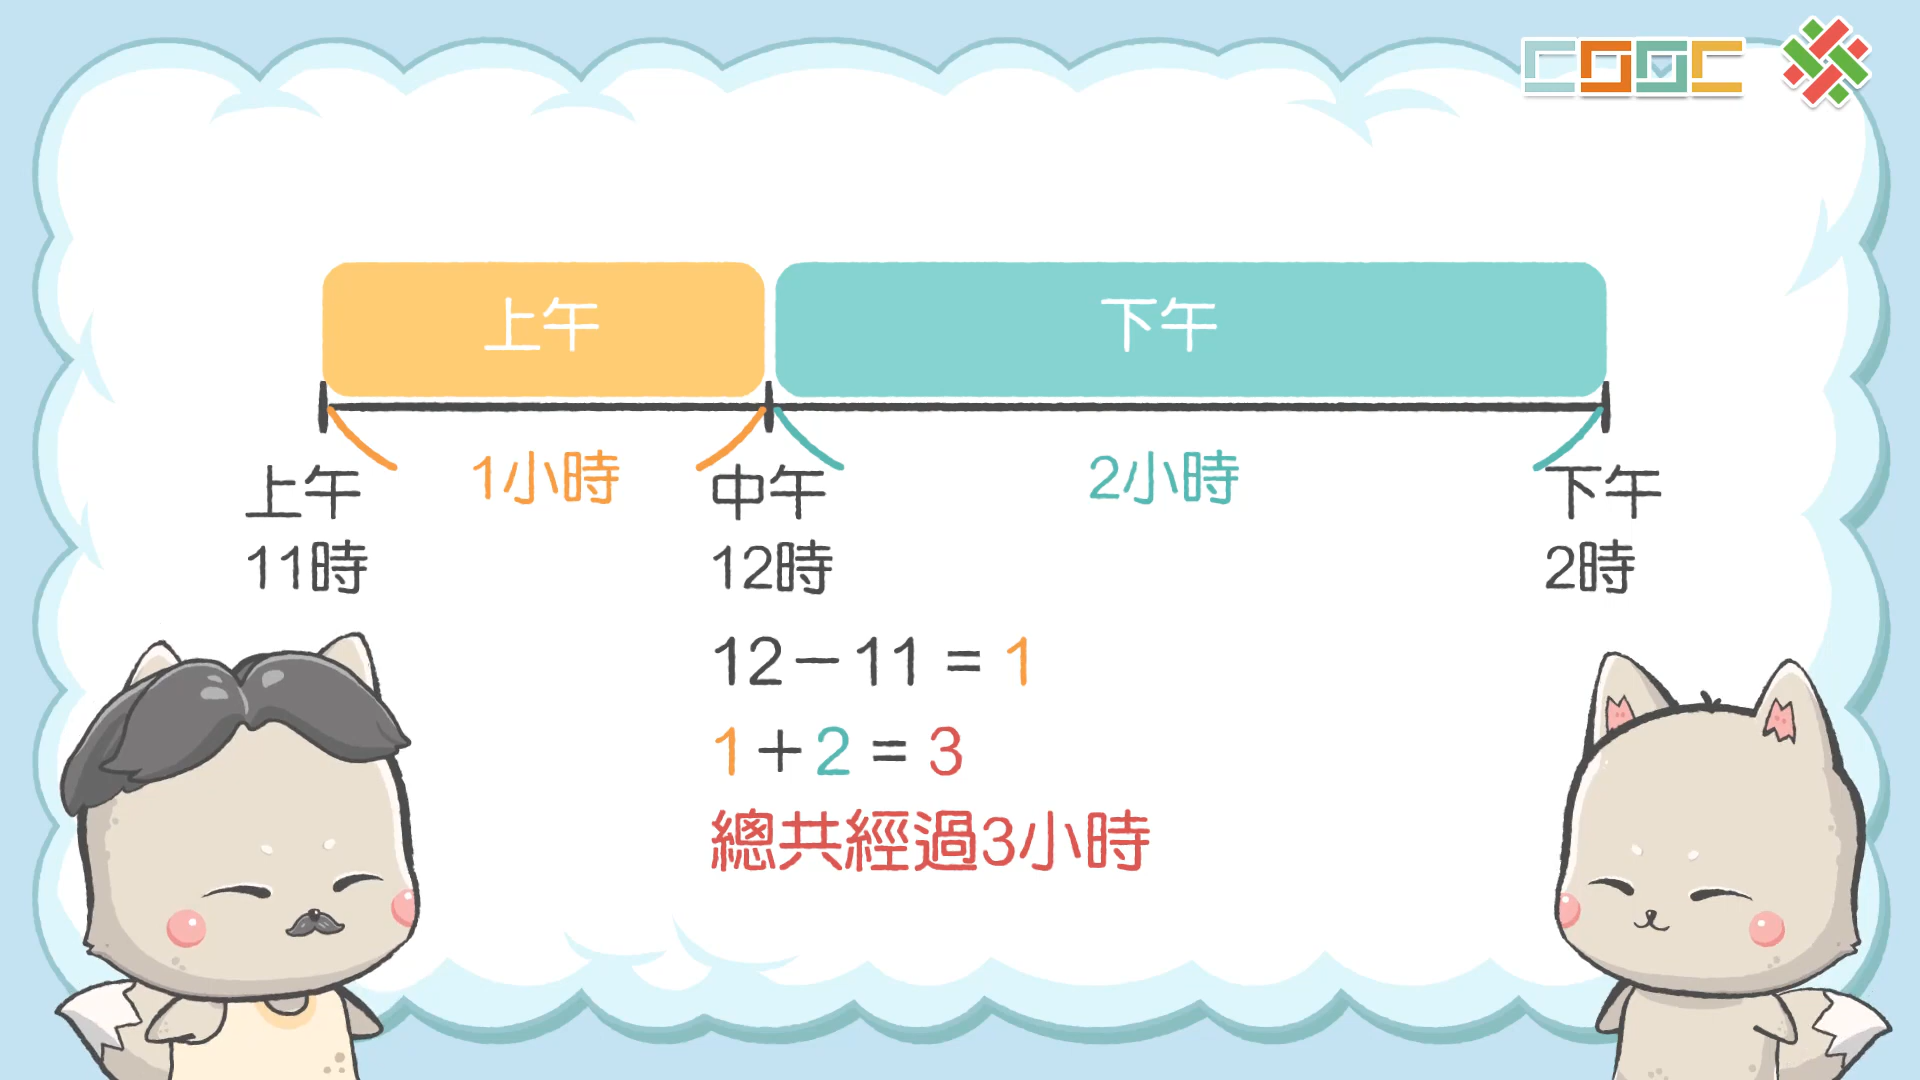 COOC
上午
下午
1小時
2小時
上午
11時
中午
12時
下午
2時
12－11 = 1
1＋2 = 3
總共經過3小時